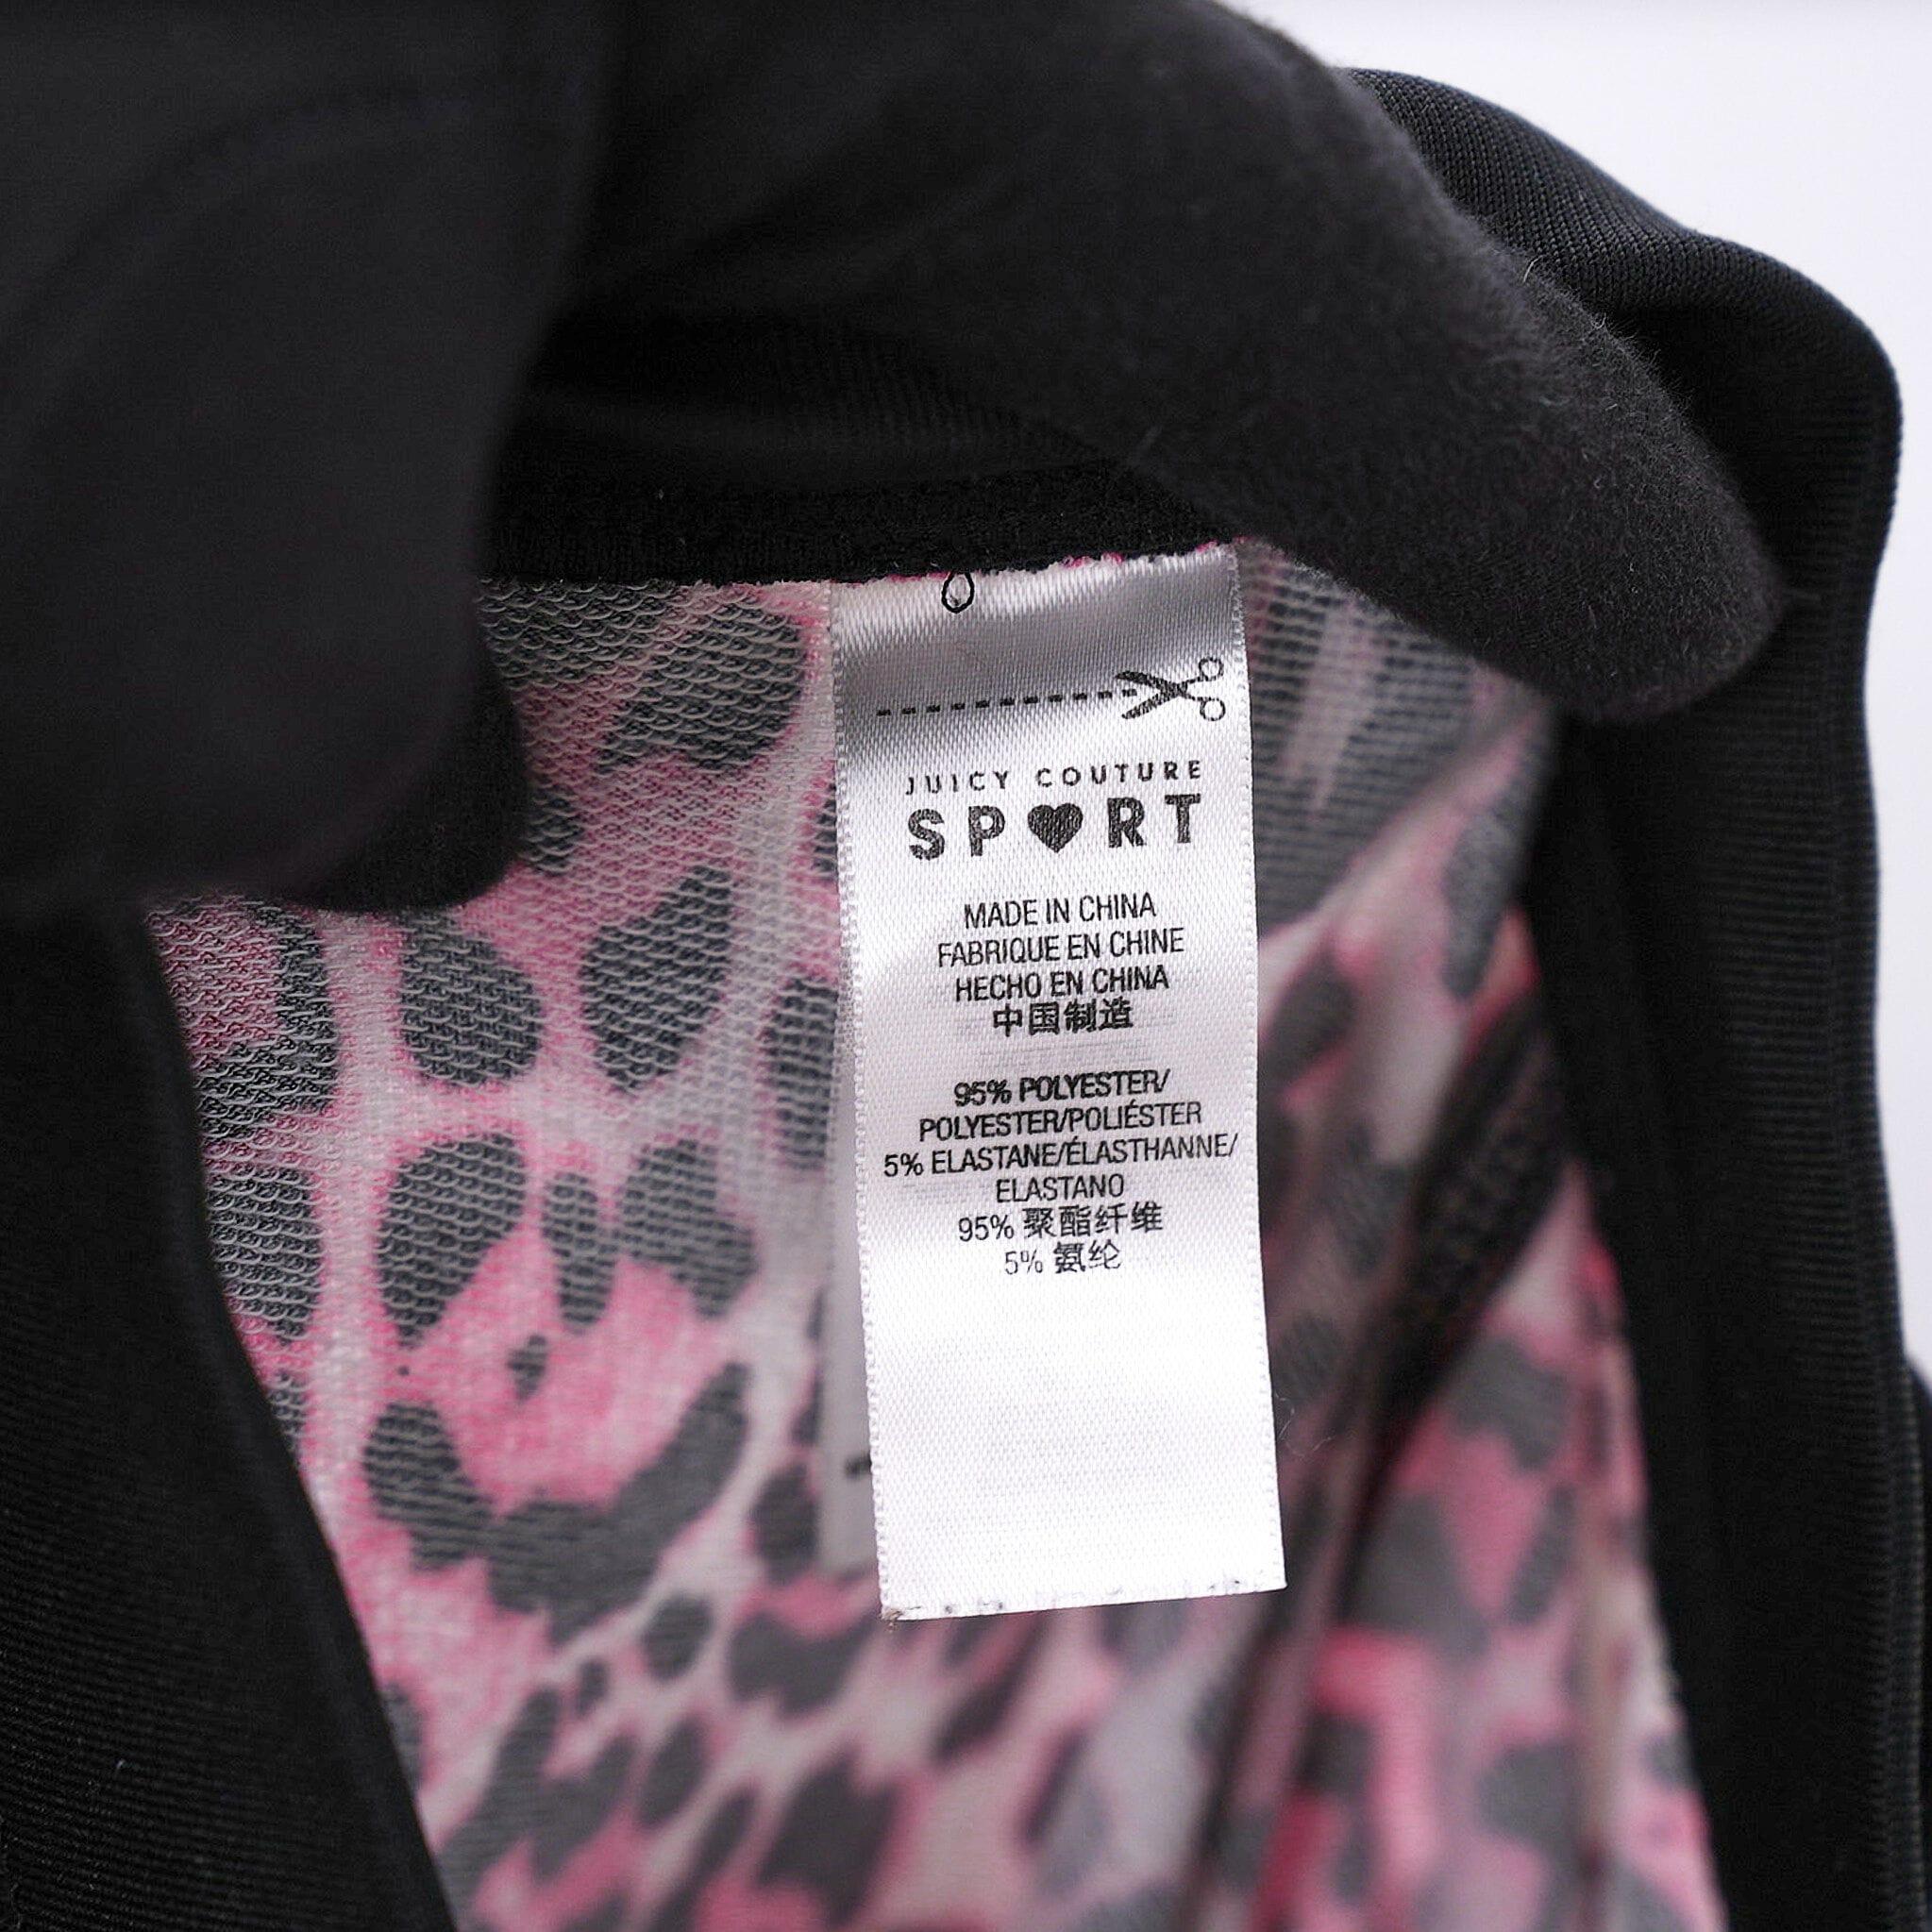 JUICY COUTURE
SP♥RT
MADE IN CHINA
FABRIQUE EN CHINE
HECHO EN CHINA
中国制造
95% POLYESTER/
POLYESTER/POLIÉSTER
5% ELASTANE/ÉLASTHANNE/
ELASTANO
95% 聚酯纤维
5% 氨纶